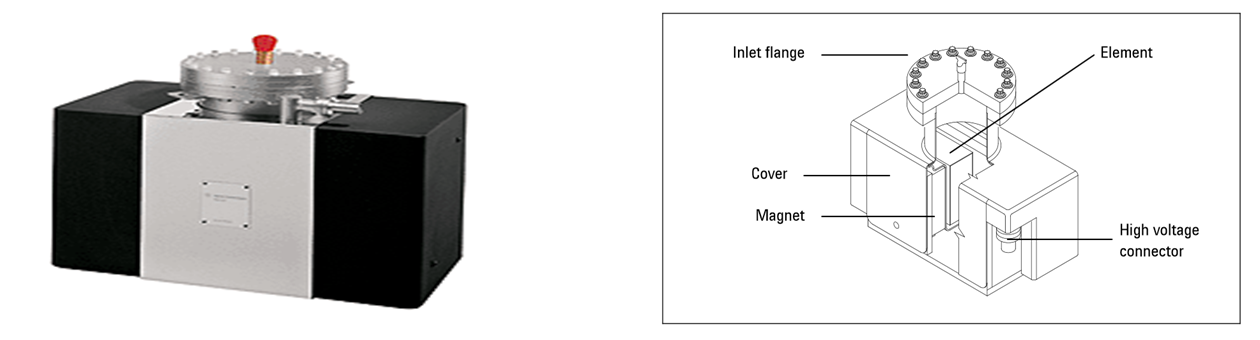 Inlet flange
Element
Cover
Magnet
High voltage
connector